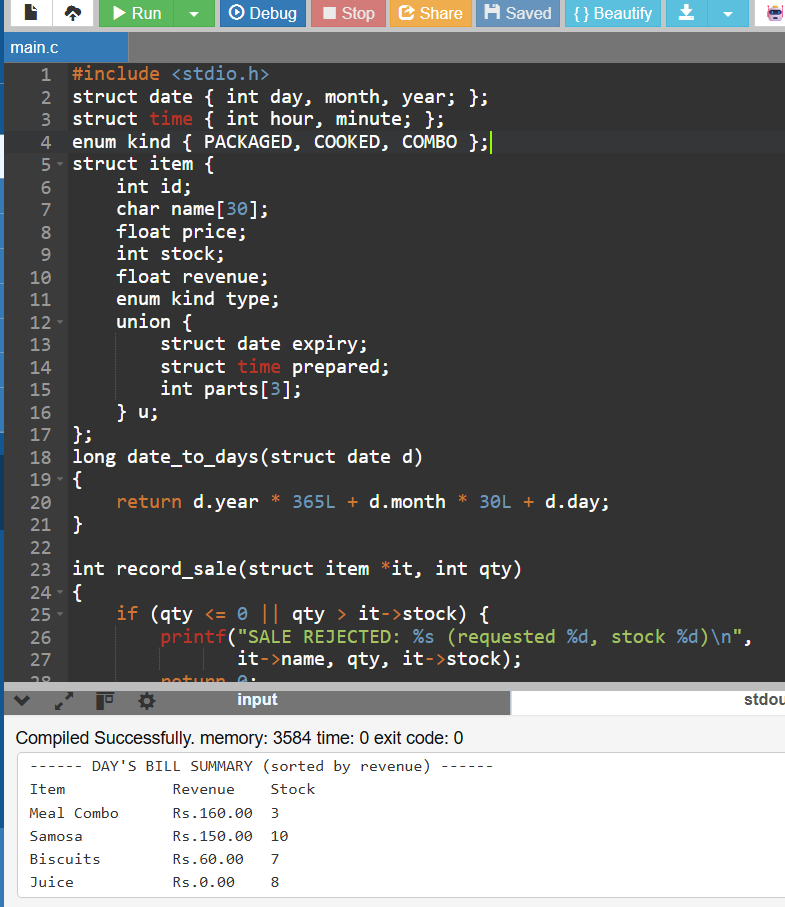 Run Debug Stop Share Saved {} Beautify
main.c
1 #include <stdio.h>
2 struct date { int day, month, year; };
3 struct time { int hour, minute; };
4 enum kind { PACKAGED, COOKED, COMBO };
5 struct item {
6     int id;
7     char name[30];
8     float price;
9     int stock;
10     float revenue;
11     enum kind type;
12     union {
13         struct date expiry;
14         struct time prepared;
15         int parts[3];
16     } u;
17 };
18 long date_to_days(struct date d)
19 {
20     return d.year * 365L + d.month * 30L + d.day;
21 }
22
23 int record_sale(struct item *it, int qty)
24 {
25     if (qty <= 0 || qty > it->stock) {
26         printf("SALE REJECTED: %s (requested %d, stock %d)\n",
27                it->name, qty, it->stock);
28         return 0;
input stdou
Compiled Successfully. memory: 3584 time: 0 exit code: 0
------ DAY'S BILL SUMMARY (sorted by revenue) ------
Item Revenue Stock
Meal Combo Rs.160.00 3
Samosa Rs.150.00 10
Biscuits Rs.60.00 7
Juice Rs.0.00 8